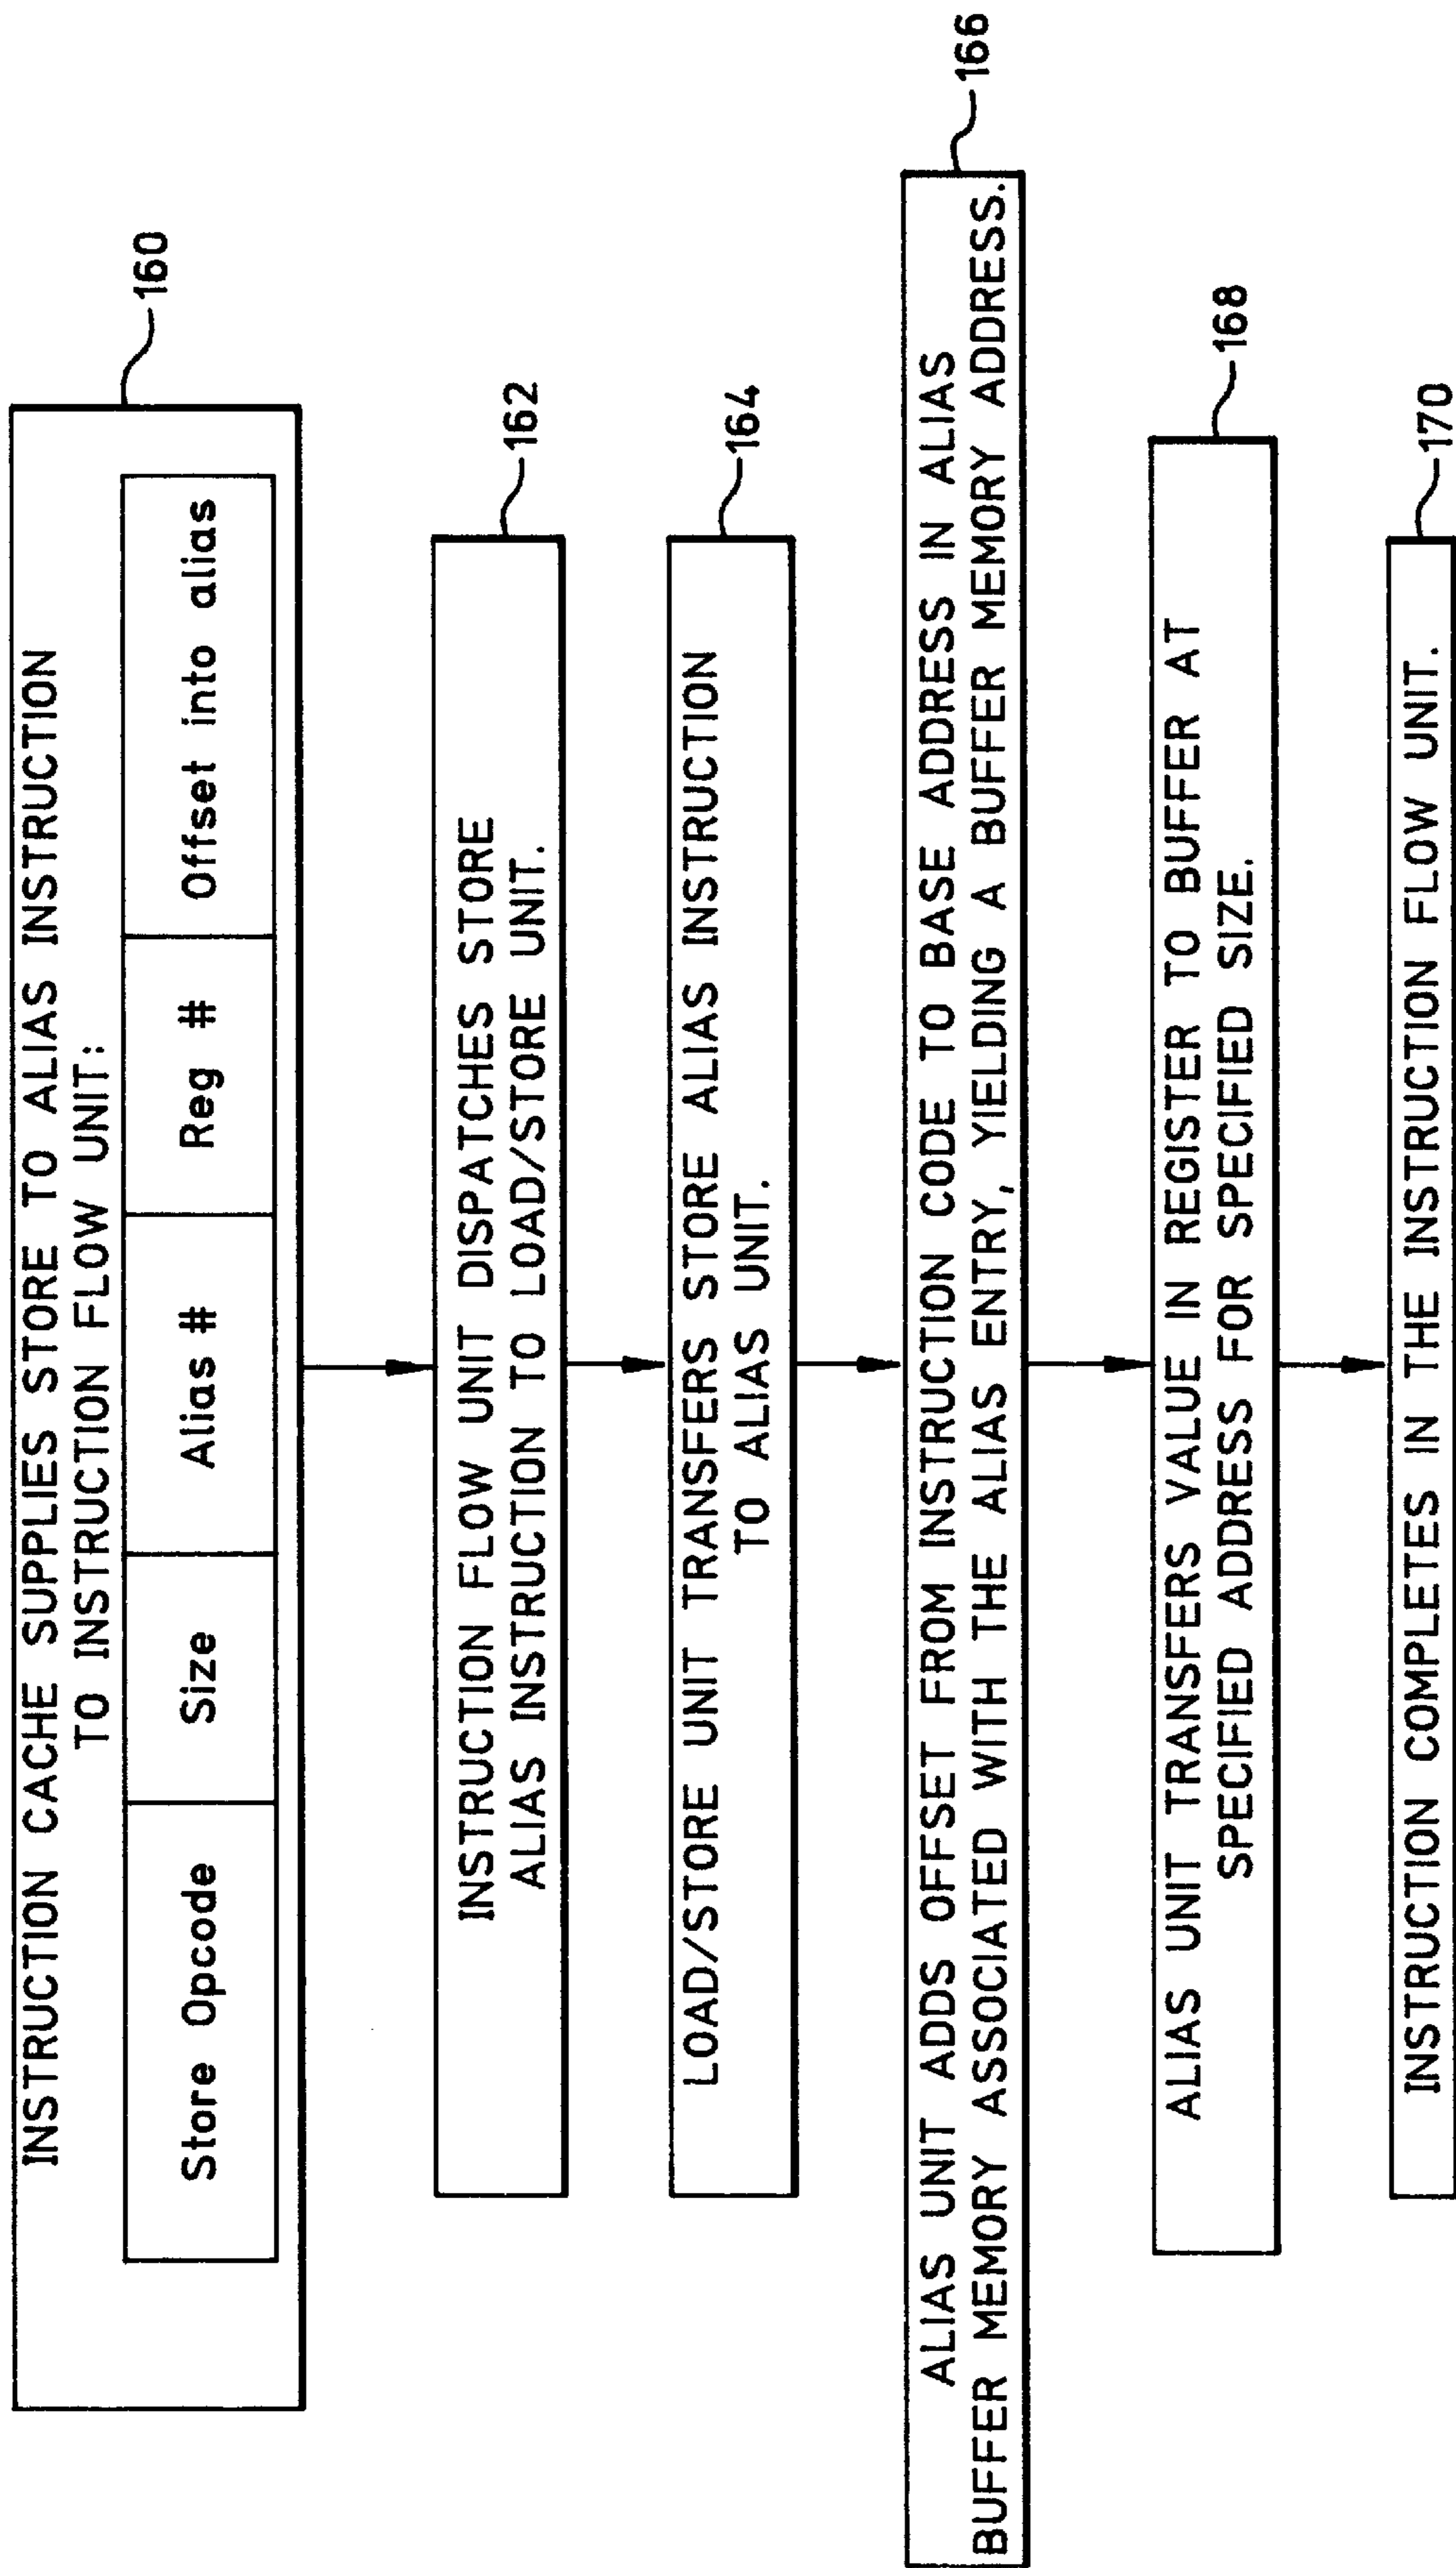 INSTRUCTION CACHE SUPPLIES STORE TO ALIAS INSTRUCTION
TO INSTRUCTION FLOW UNIT:
Store Opcode
Size
Alias #
Reg #
Offset into alias
160
INSTRUCTION FLOW UNIT DISPATCHES STORE
ALIAS INSTRUCTION TO LOAD/STORE UNIT.
162
LOAD/STORE UNIT TRANSFERS STORE ALIAS INSTRUCTION
TO ALIAS UNIT.
164
ALIAS UNIT ADDS OFFSET FROM INSTRUCTION CODE TO BASE ADDRESS IN ALIAS
BUFFER MEMORY ASSOCIATED WITH THE ALIAS ENTRY, YIELDING A BUFFER MEMORY ADDRESS.
166
ALIAS UNIT TRANSFERS VALUE IN REGISTER TO BUFFER AT
SPECIFIED ADDRESS FOR SPECIFIED SIZE.
168
INSTRUCTION COMPLETES IN THE INSTRUCTION FLOW UNIT.
170